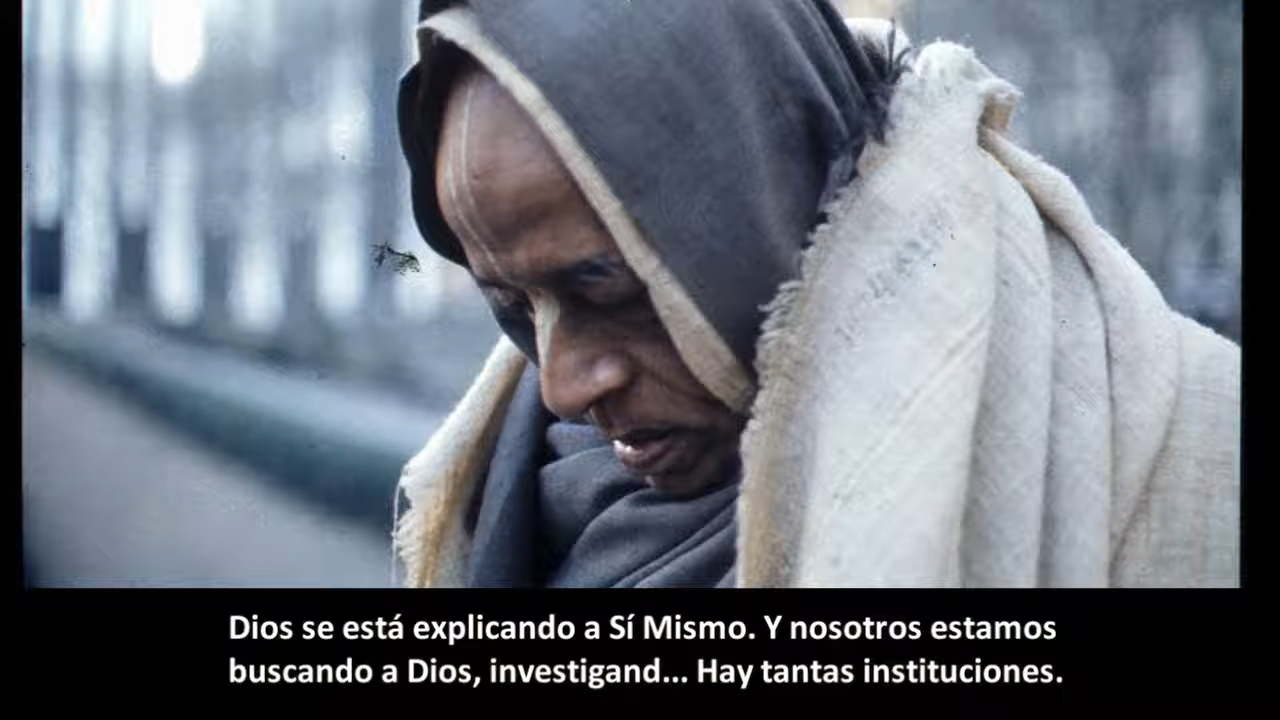 Dios se está explicando a Sí Mismo. Y nosotros estamos
buscando a Dios, investigand... Hay tantas instituciones.